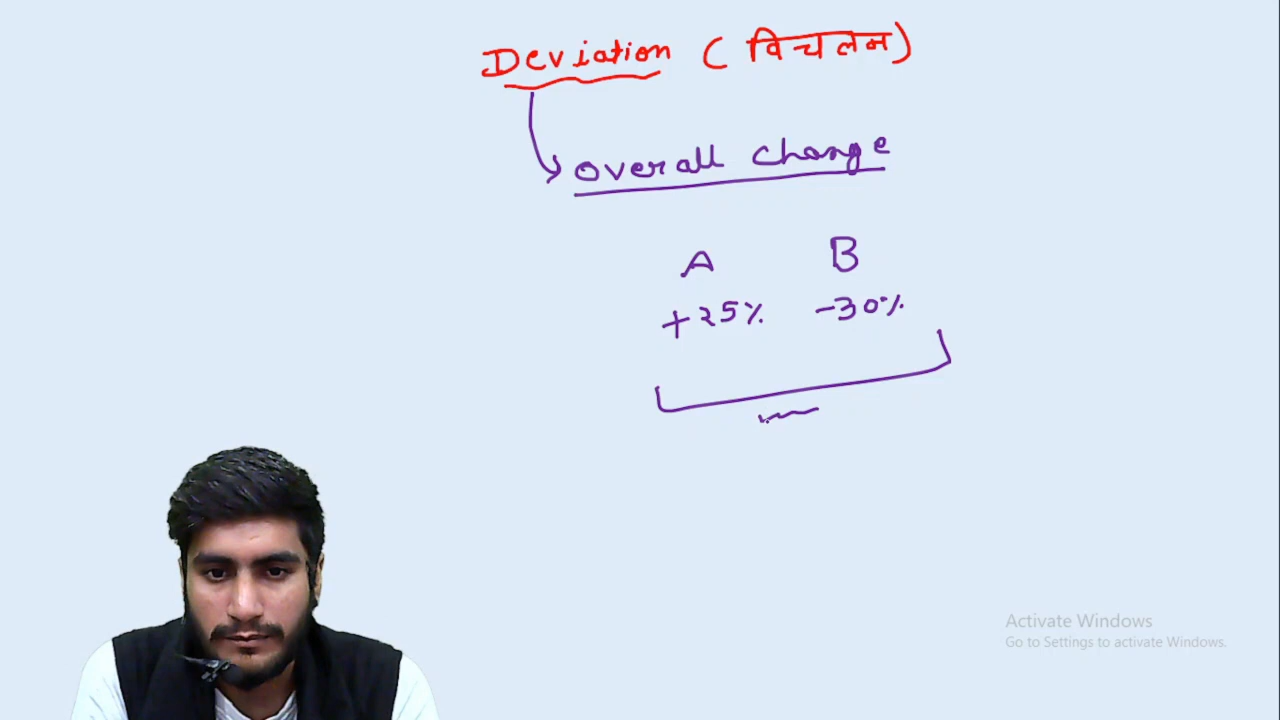 Deviation (विचलन)
overall change
A B
+25% -30%
Activate Windows
Go to Settings to activate Windows.